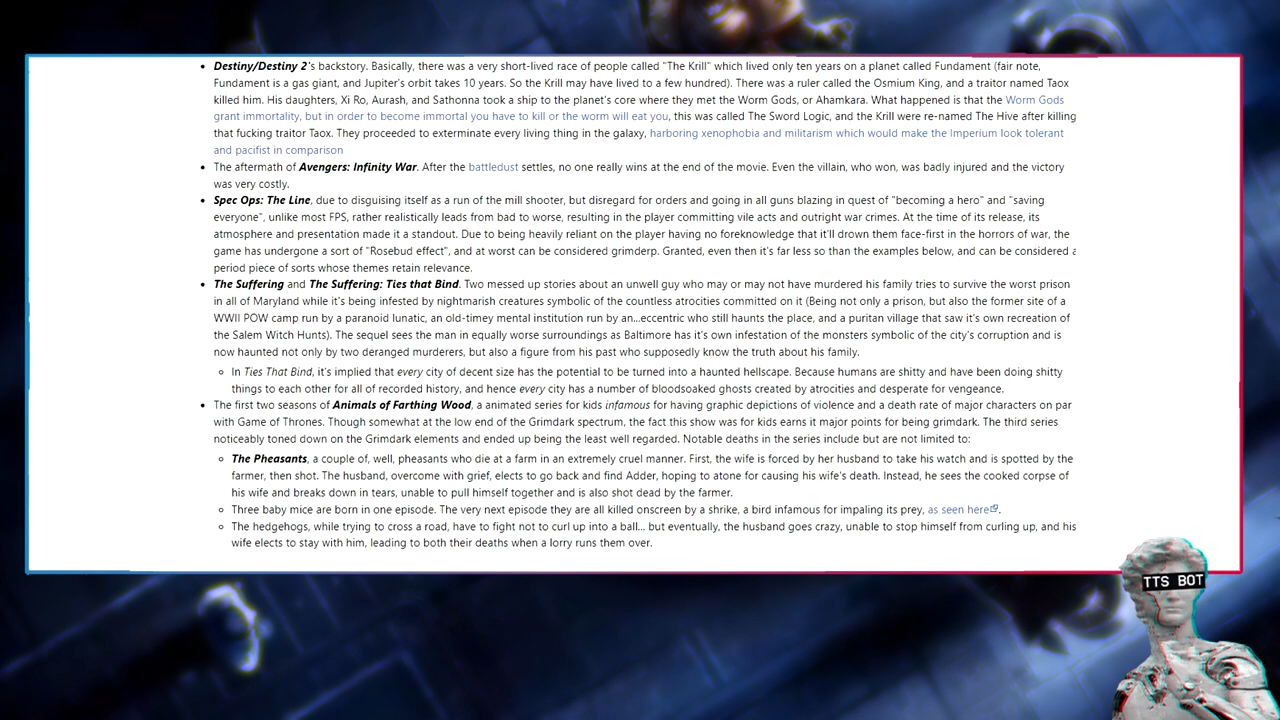 • Destiny/Destiny 2's backstory. Basically, there was a very short-lived race of people called "The Krill" which lived only ten years on a planet called Fundament (fair note,
Fundament is a gas giant, and Jupiter's orbit takes 10 years. So the Krill may have lived to a few hundred). There was a ruler called the Osmium King, and a traitor named Taox
killed him. His daughters, Xi Ro, Aurash, and Sathonna took a ship to the planet's core where they met the Worm Gods, or Ahamkara. What happened is that the Worm Gods
grant immortality, but in order to become immortal you have to kill or the worm will eat you, this was called The Sword Logic, and the Krill were re-named The Hive after killing
that fucking traitor Taox. They proceeded to exterminate every living thing in the galaxy, harboring xenophobia and militarism which would make the Imperium look tolerant
and pacifist in comparison
• The aftermath of Avengers: Infinity War. After the battledust settles, no one really wins at the end of the movie. Even the villain, who won, was badly injured and the victory
was very costly.
• Spec Ops: The Line, due to disguising itself as a run of the mill shooter, but disregard for orders and going in all guns blazing in quest of "becoming a hero" and "saving
everyone", unlike most FPS, rather realistically leads from bad to worse, resulting in the player committing vile acts and outright war crimes. At the time of its release, its
atmosphere and presentation made it a standout. Due to being heavily reliant on the player having no foreknowledge that it'll drown them face-first in the horrors of war, the
game has undergone a sort of "Rosebud effect", and at worst can be considered grimderp. Granted, even then it's far less so than the examples below, and can be considered a
period piece of sorts whose themes retain relevance.
• The Suffering and The Suffering: Ties that Bind. Two messed up stories about an unwell guy who may or may not have murdered his family tries to survive the worst prison
in all of Maryland while it's being infested by nightmarish creatures symbolic of the countless atrocities committed on it (Being not only a prison, but also the former site of a
WWII POW camp run by a paranoid lunatic, an old-timey mental institution run by an...eccentric who still haunts the place, and a puritan village that saw it's own recreation of
the Salem Witch Hunts). The sequel sees the man in equally worse surroundings as Baltimore has it's own infestation of the monsters symbolic of the city's corruption and is
now haunted not only by two deranged murderers, but also a figure from his past who supposedly know the truth about his family.
◦ In Ties That Bind, it's implied that every city of decent size has the potential to be turned into a haunted hellscape. Because humans are shitty and have been doing shitty
things to each other for all of recorded history, and hence every city has a number of bloodsoaked ghosts created by atrocities and desperate for vengeance.
• The first two seasons of Animals of Farthing Wood, a animated series for kids infamous for having graphic depictions of violence and a death rate of major characters on par
with Game of Thrones. Though somewhat at the low end of the Grimdark spectrum, the fact this show was for kids earns it major points for being grimdark. The third series
noticeably toned down on the Grimdark elements and ended up being the least well regarded. Notable deaths in the series include but are not limited to:
◦ The Pheasants, a couple of, well, pheasants who die at a farm in an extremely cruel manner. First, the wife is forced by her husband to take his watch and is spotted by the
farmer, then shot. The husband, overcome with grief, elects to go back and find Adder, hoping to atone for causing his wife's death. Instead, he sees the cooked corpse of
his wife and breaks down in tears, unable to pull himself together and is also shot dead by the farmer.
◦ Three baby mice are born in one episode. The very next episode they are all killed onscreen by a shrike, a bird infamous for impaling its prey, as seen here.
◦ The hedgehogs, while trying to cross a road, have to fight not to curl up into a ball... but eventually, the husband goes crazy, unable to stop himself from curling up, and his
wife elects to stay with him, leading to both their deaths when a lorry runs them over.
TTS BOT